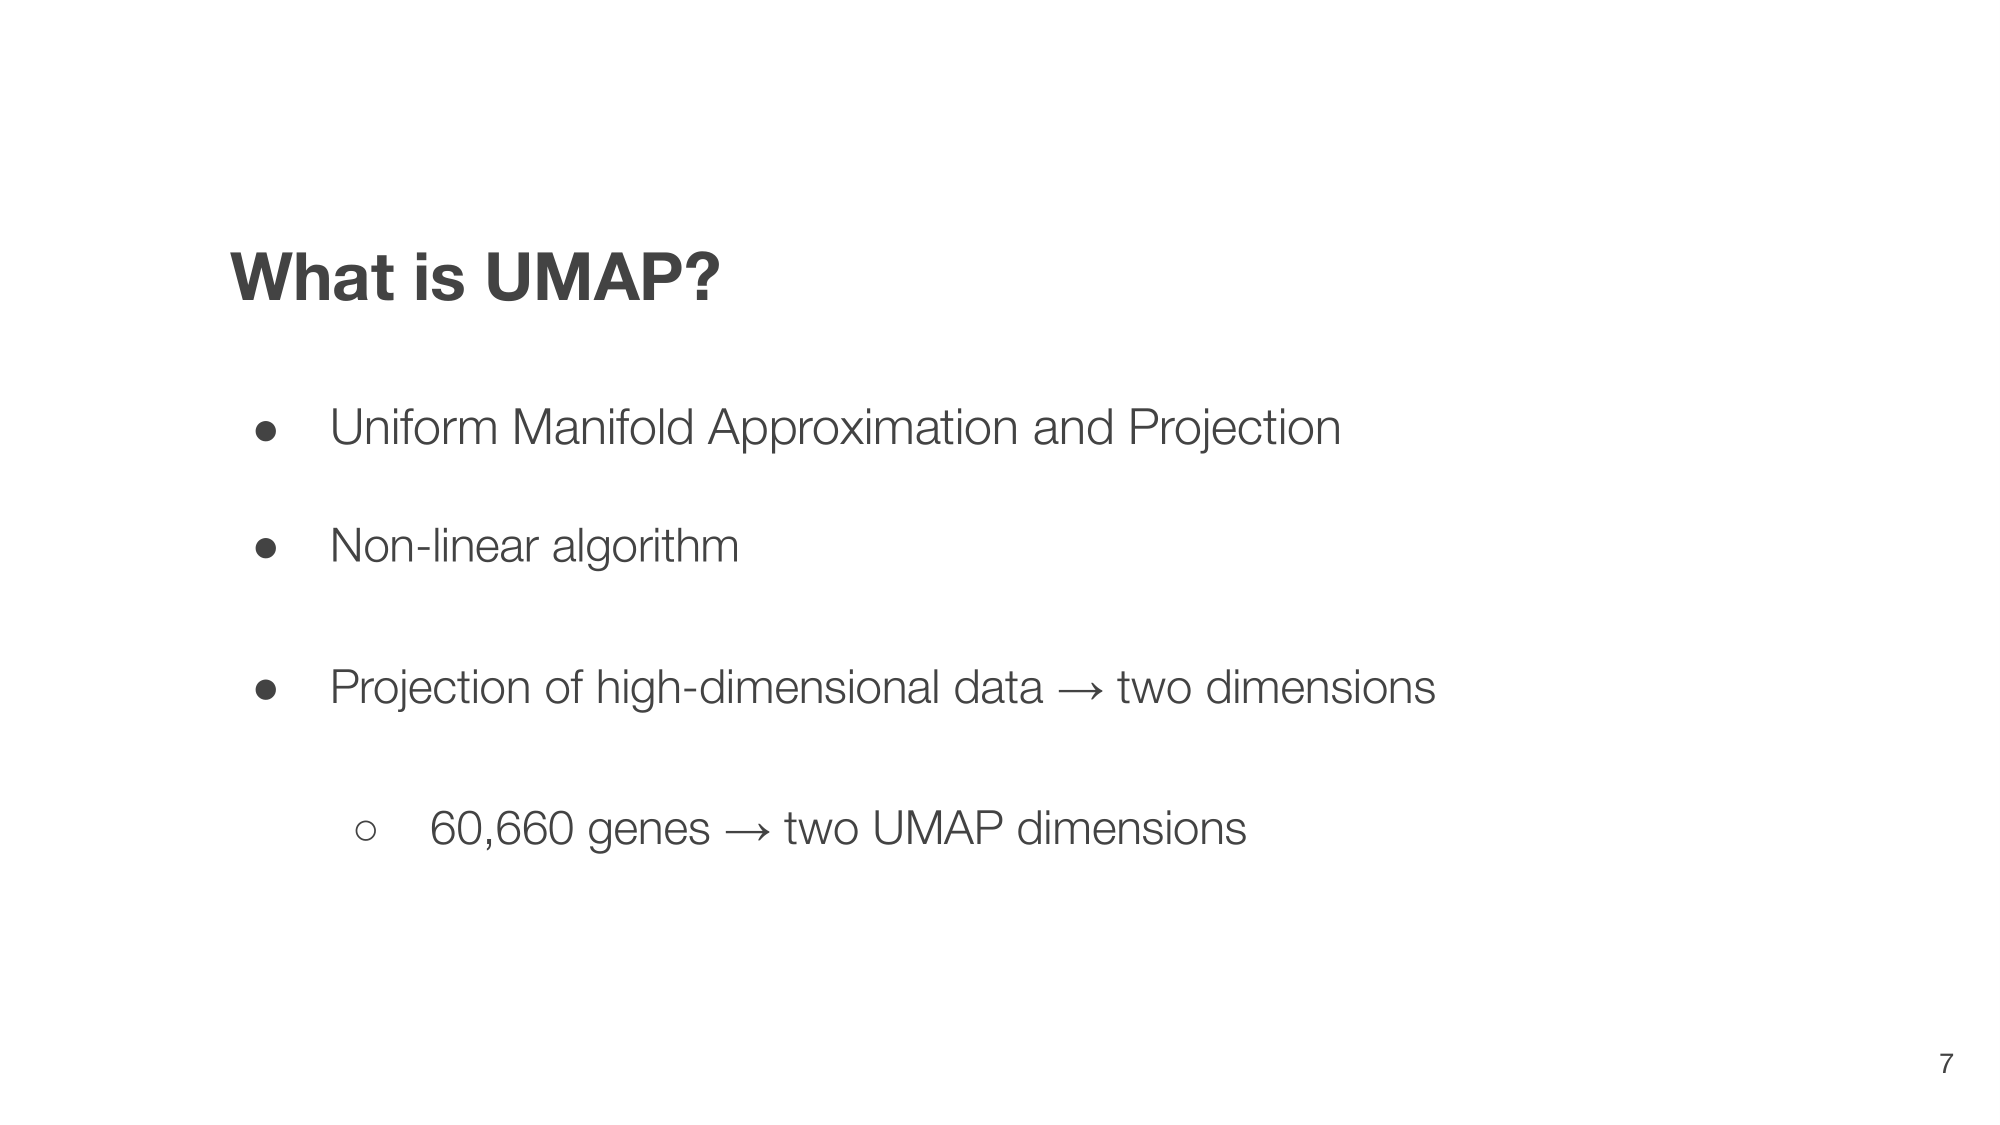 What is UMAP?
● Uniform Manifold Approximation and Projection
● Non-linear algorithm
● Projection of high-dimensional data → two dimensions
○ 60,660 genes → two UMAP dimensions
7